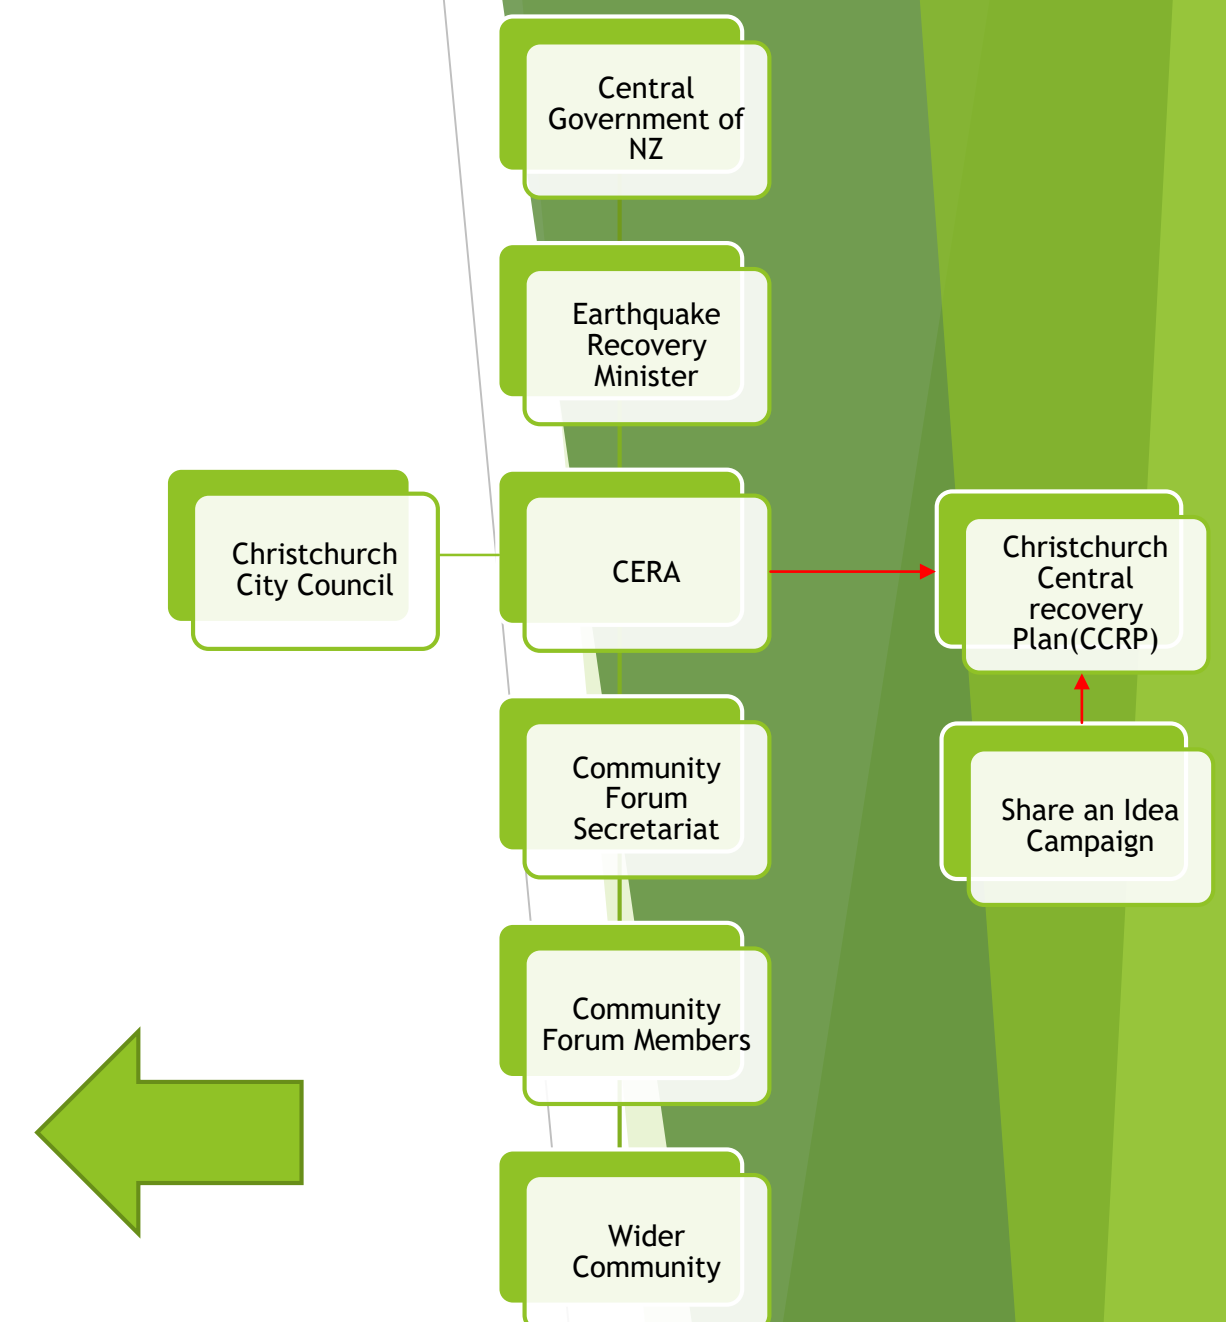 Central
Government of
NZ
Earthquake
Recovery
Minister
Christchurch
City Council
CERA
Christchurch
Central
recovery
Plan(CCRP)
Community
Forum
Secretariat
Share an Idea
Campaign
Community
Forum Members
Wider
Community